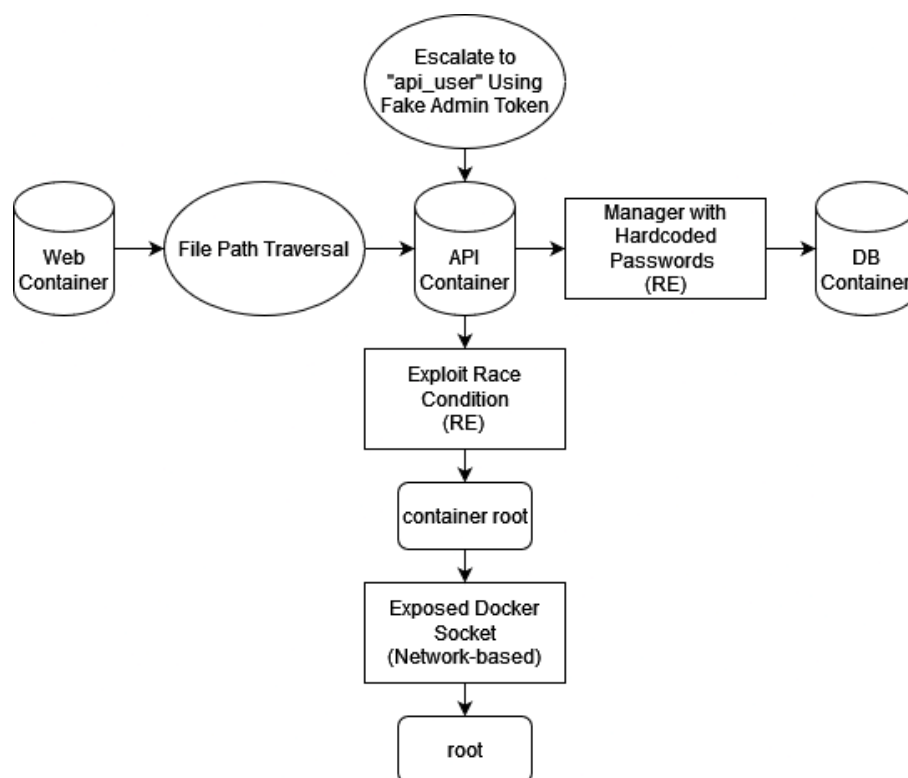 Escalate to
"api_user" Using
Fake Admin Token
Web
Container
File Path Traversal
API
Container
Manager with
Hardcoded
Passwords
(RE)
DB
Container
Exploit Race
Condition
(RE)
container root
Exposed Docker
Socket
(Network-based)
root